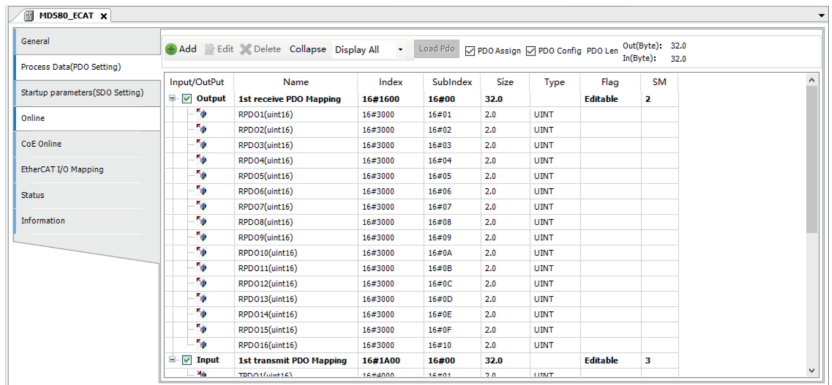 MD580_ECAT X
General
Process Data(PDO Setting)
Startup parameters(SDO Setting)
Online
CoE Online
EtherCAT I/O Mapping
Status
Information
Add Edit Delete Collapse Display All Load Pdo PDO Assign PDO Config PDO Len Out(Byte): 32.0
In(Byte): 32.0
Input/OutPut Name Index SubIndex Size Type Flag SM
Output 1st receive PDO Mapping 16#1600 16#00 32.0 Editable 2
RPDO1(uint16) 16#3000 16#01 2.0 UINT
RPDO2(uint16) 16#3000 16#02 2.0 UINT
RPDO3(uint16) 16#3000 16#03 2.0 UINT
RPDO4(uint16) 16#3000 16#04 2.0 UINT
RPDO5(uint16) 16#3000 16#05 2.0 UINT
RPDO6(uint16) 16#3000 16#06 2.0 UINT
RPDO7(uint16) 16#3000 16#07 2.0 UINT
RPDO8(uint16) 16#3000 16#08 2.0 UINT
RPDO9(uint16) 16#3000 16#09 2.0 UINT
RPDO10(uint16) 16#3000 16#0A 2.0 UINT
RPDO11(uint16) 16#3000 16#0B 2.0 UINT
RPDO12(uint16) 16#3000 16#0C 2.0 UINT
RPDO13(uint16) 16#3000 16#0D 2.0 UINT
RPDO14(uint16) 16#3000 16#0E 2.0 UINT
RPDO15(uint16) 16#3000 16#0F 2.0 UINT
RPDO16(uint16) 16#3000 16#10 2.0 UINT
Input 1st transmit PDO Mapping 16#1A00 16#00 32.0 Editable 3
TPDO1(uint16) 16#4000 16#01 2.0 UINT